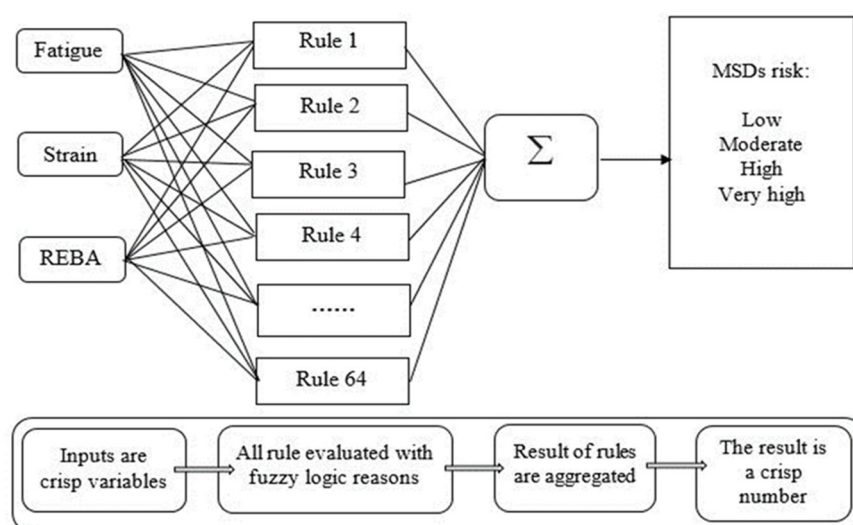 Fatigue
Strain
REBA
Rule 1
Rule 2
Rule 3
Rule 4
......
Rule 64
Σ
MSDs risk:
Low
Moderate
High
Very high
Inputs are
crisp variables
All rule evaluated with
fuzzy logic reasons
Result of rules
are aggregated
The result is
a crisp
number